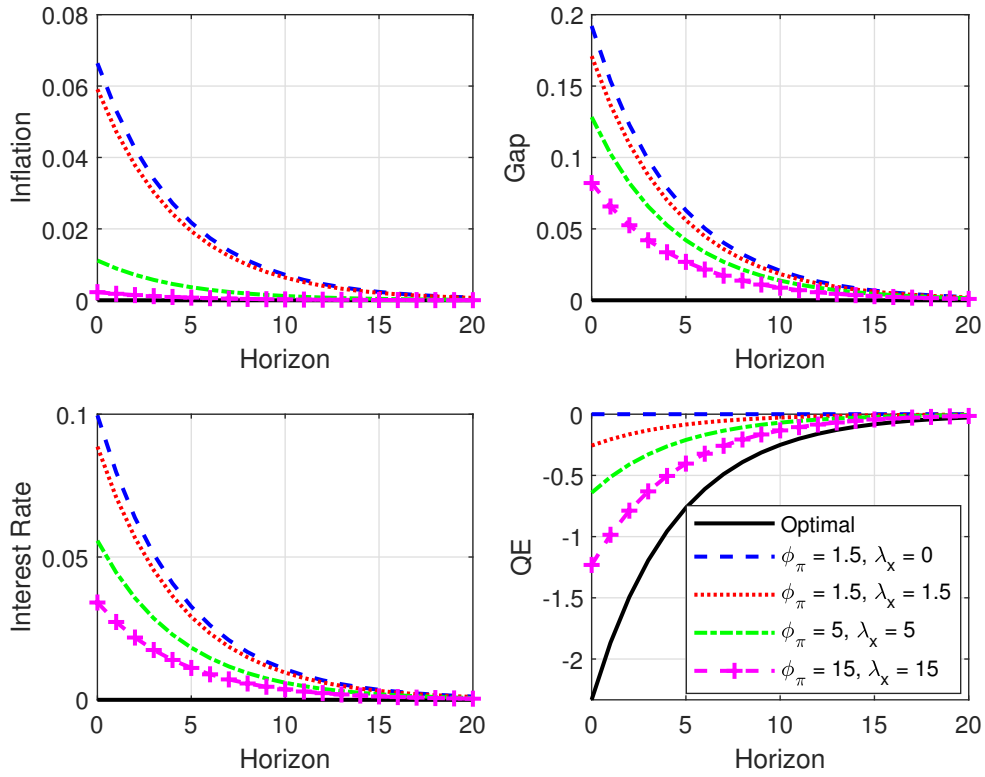 0.08
0.06
0.04
0.02
0
Inflation
0 5 10 15 20
Horizon
0.2
0.15
0.1
0.05
0
Gap
0 5 10 15 20
Horizon
0.1
0.05
0
Interest Rate
0 5 10 15 20
Horizon
0
-0.5
-1
-1.5
-2
QE
Optimal
ϕπ = 1.5, λx = 0
ϕπ = 1.5, λx = 1.5
ϕπ = 5, λx = 5
ϕπ = 15, λx = 15
0 5 10 15 20
Horizon